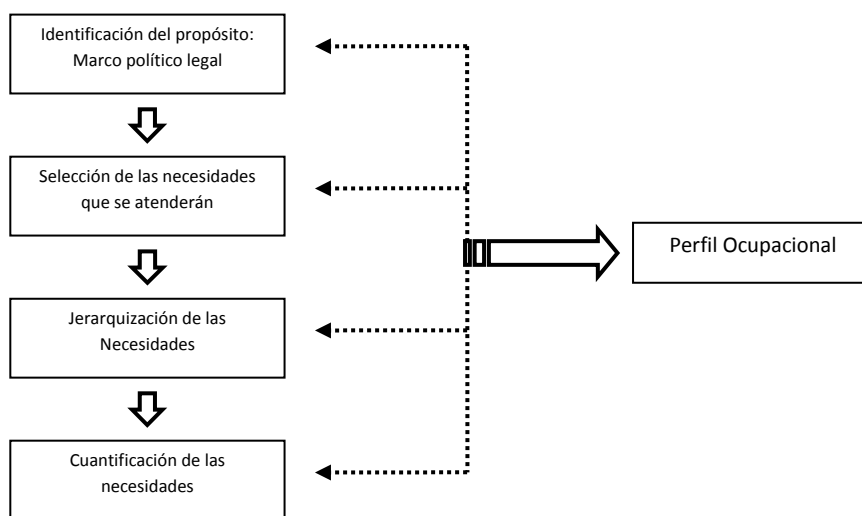 Identificación del propósito:
Marco político legal
Selección de las necesidades
que se atenderán
Perfil Ocupacional
Jerarquización de las
Necesidades
Cuantificación de las
necesidades